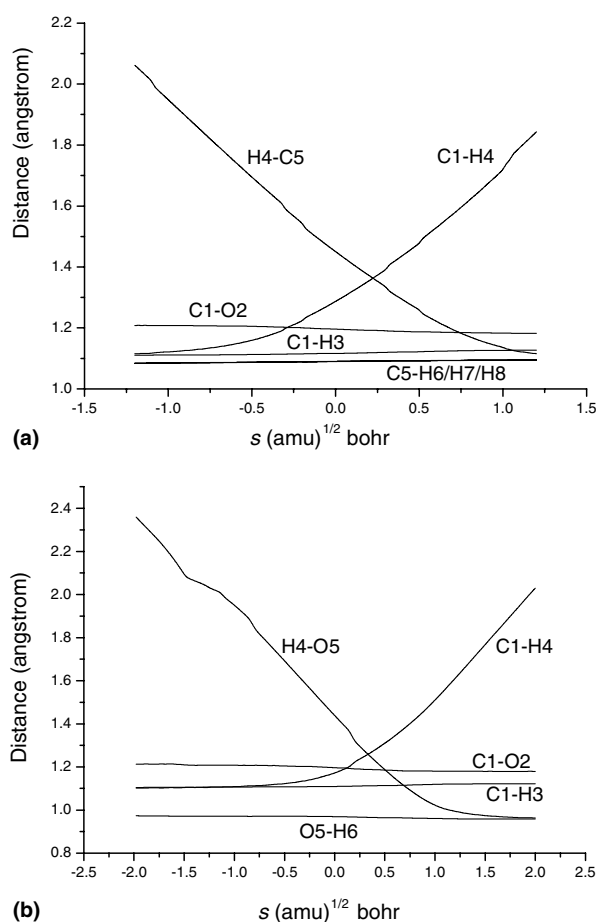 2.2
2.0
1.8
1.6
1.4
1.2
1.0
Distance (angstrom)
H4-C5
C1-H4
C1-O2
C1-H3
C5-H6/H7/H8
-1.5 -0.5 0.0 0.5 1.0 1.5
(a)
s (amu)^1/2 bohr
2.4
2.2
2.0
1.8
1.6
1.4
1.2
1.0
0.8
Distance (angstrom)
H4-O5
C1-H4
C1-O2
C1-H3
O5-H6
-2.5 -2.0 -1.5 -1.0 -0.5 0.0 0.5 1.0 1.5 2.0 2.5
(b)
s (amu)^1/2 bohr